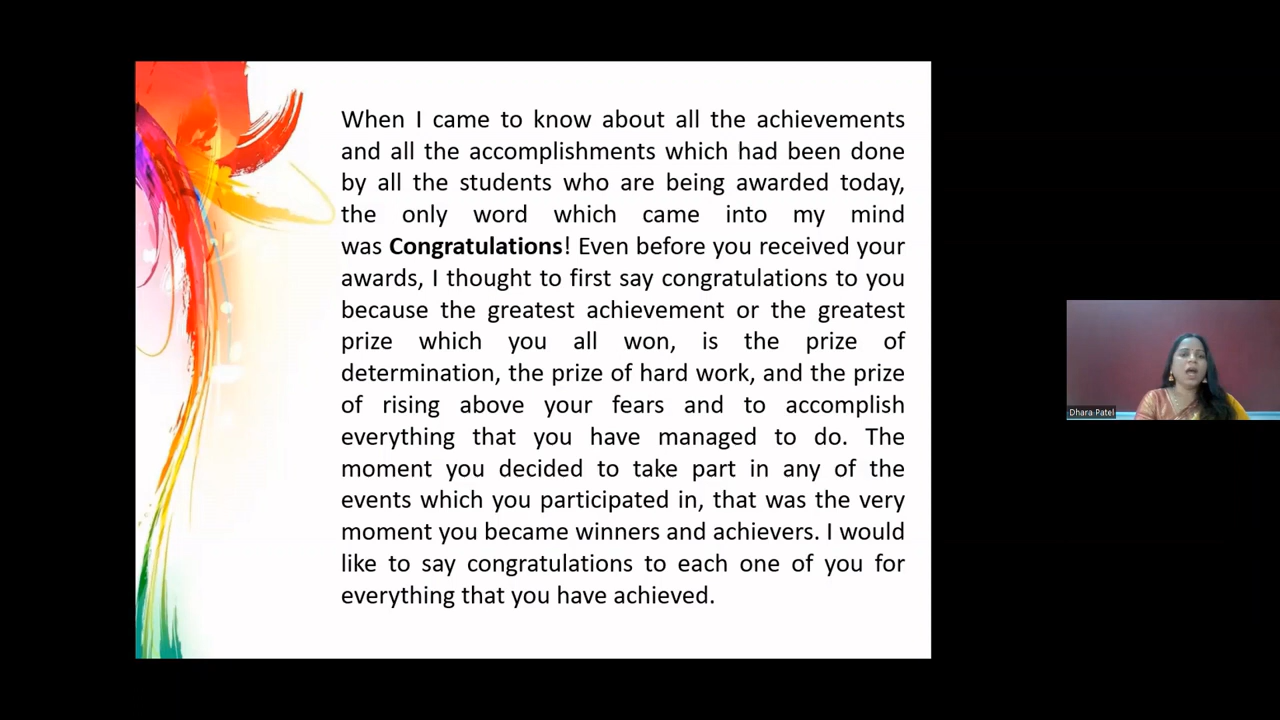 When I came to know about all the achievements
and all the accomplishments which had been done
by all the students who are being awarded today,
the only word which came into my mind
was Congratulations! Even before you received your
awards, I thought to first say congratulations to you
because the greatest achievement or the greatest
prize which you all won, is the prize of
determination, the prize of hard work, and the prize
of rising above your fears and to accomplish
everything that you have managed to do. The
moment you decided to take part in any of the
events which you participated in, that was the very
moment you became winners and achievers. I would
like to say congratulations to each one of you for
everything that you have achieved.
Dhara Patel